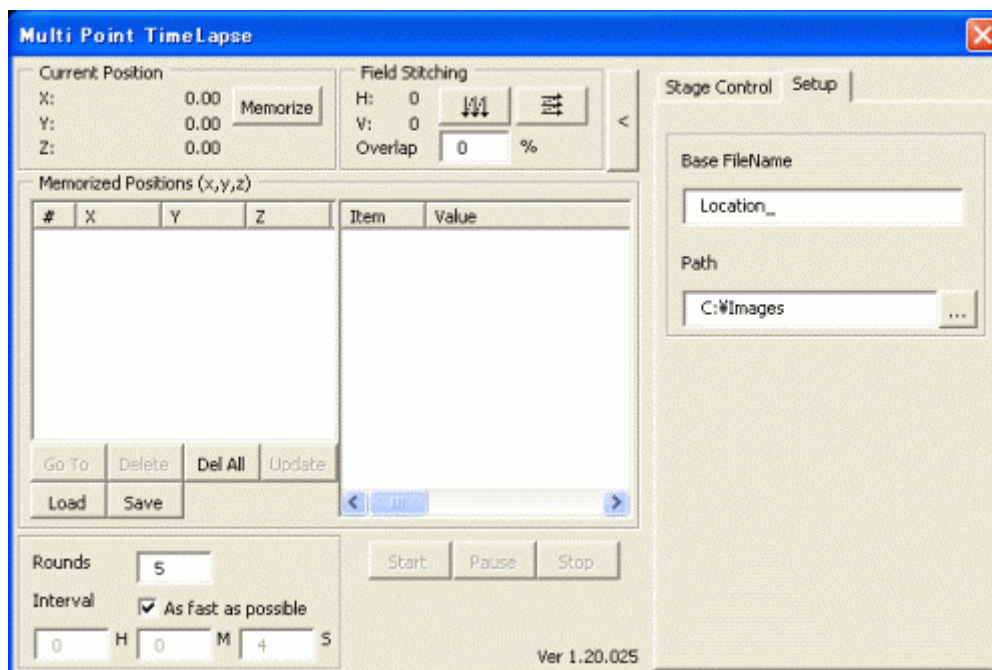 Multi Point TimeLapse
Current Position
X: 0.00
Y: 0.00
Z: 0.00
Memorize
Field Stitching
H: 0
V: 0
Overlap 0 %
<
Stage Control Setup
Base FileName
Location_
Path
C:¥Images ...
Memorized Positions (x,y,z)
# X Y Z
Item Value
Go To Delete Del All Update
Load Save
Rounds 5
Interval As fast as possible
0 H 0 M 4 S
Start Pause Stop
Ver 1.20.025